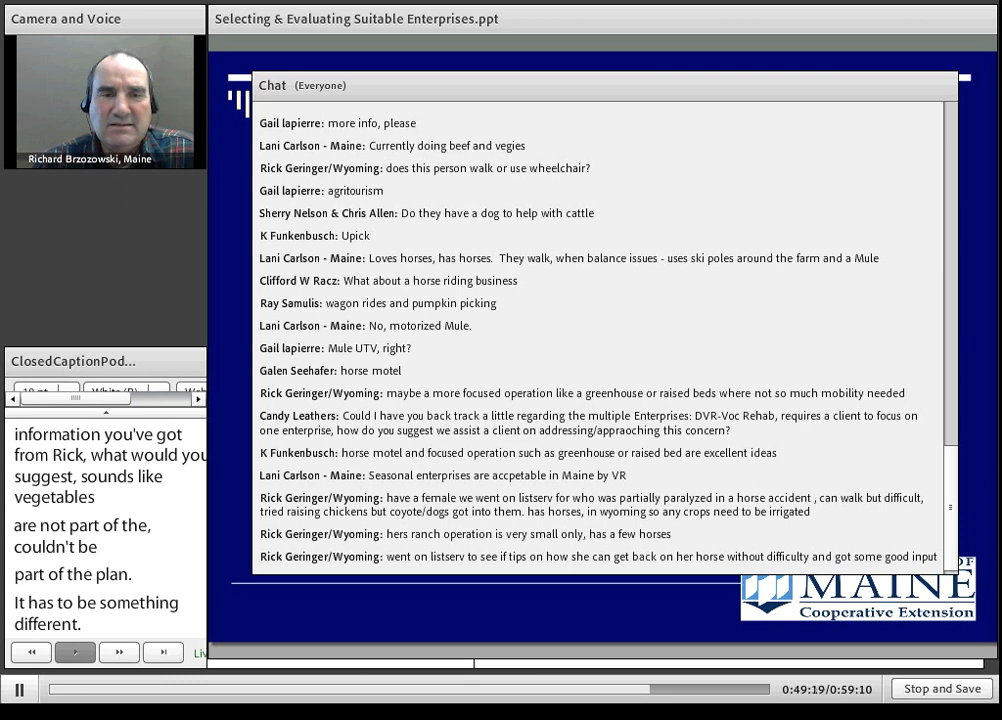 Camera and Voice
Richard Brzozowski, Maine
Selecting & Evaluating Suitable Enterprises.ppt
Chat (Everyone)
Gail lapierre: more info, please
Lani Carlson - Maine: Currently doing beef and vegies
Rick Geringer/Wyoming: does this person walk or use wheelchair?
Gail lapierre: agritourism
Sherry Nelson & Chris Allen: Do they have a dog to help with cattle
K Funkenbusch: Upick
Lani Carlson - Maine: Loves horses, has horses. They walk, when balance issues - uses ski poles around the farm and a Mule
Clifford W Racz: What about a horse riding business
Ray Samulis: wagon rides and pumpkin picking
Lani Carlson - Maine: No, motorized Mule.
Gail lapierre: Mule UTV, right?
Galen Seehafer: horse motel
Rick Geringer/Wyoming: maybe a more focused operation like a greenhouse or raised beds where not so much mobility needed
Candy Leathers: Could I have you back track a little regarding the multiple Enterprises: DVR-Voc Rehab, requires a client to focus on
one enterprise, how do you suggest we assist a client on addressing/appraoching this concern?
K Funkenbusch: horse motel and focused operation such as greenhouse or raised bed are excellent ideas
Lani Carlson - Maine: Seasonal enterprises are accpetable in Maine by VR
Rick Geringer/Wyoming: have a female we went on listserv for who was partially paralyzed in a horse accident , can walk but difficult,
tried raising chickens but coyote/dogs got into them. has horses, in wyoming so any crops need to be irrigated
Rick Geringer/Wyoming: hers ranch operation is very small only, has a few horses
Rick Geringer/Wyoming: went on listserv to see if tips on how she can get back on her horse without difficulty and got some good input
OF
MAINE
Cooperative Extension
ClosedCaptionPod...
information you've got
from Rick, what would you
suggest, sounds like
vegetables
are not part of the,
couldn't be
part of the plan.
It has to be something
different.
0:49:19/0:59:10
Stop and Save